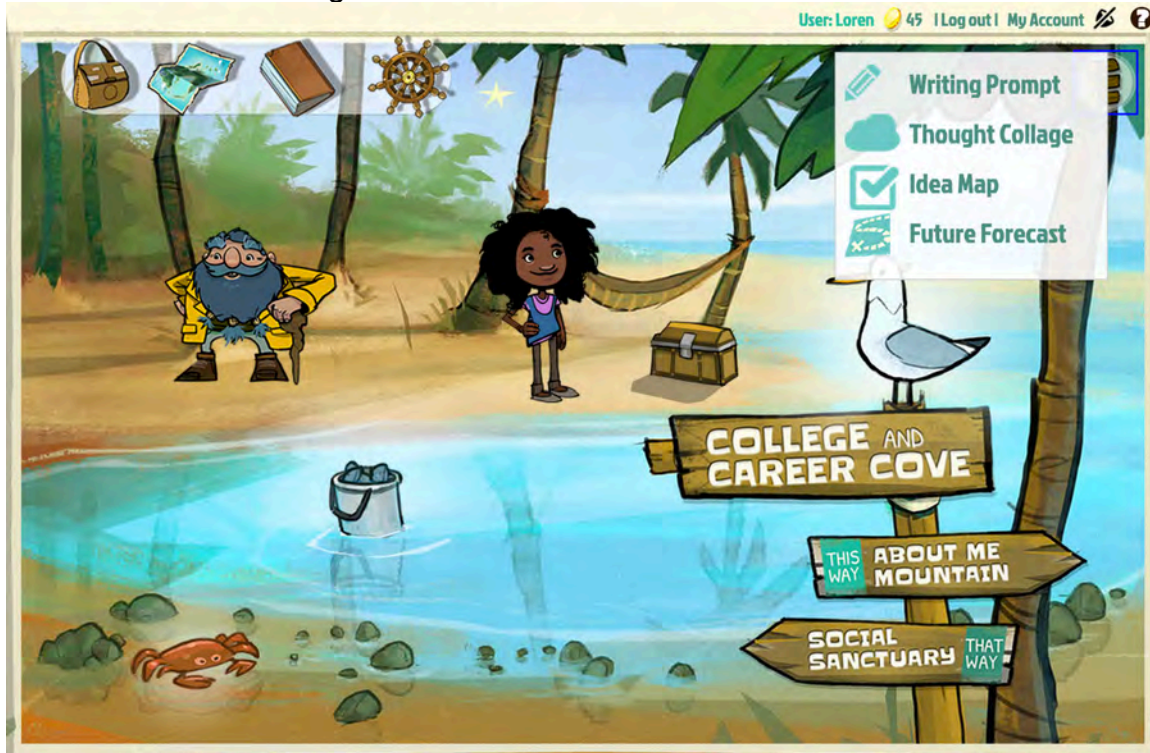 User: Loren 45 | Log out | My Account ?
Writing Prompt
Thought Collage
Idea Map
Future Forecast
COLLEGE AND
CAREER COVE
THIS WAY ABOUT ME
MOUNTAIN
SOCIAL
SANCTUARY THAT WAY